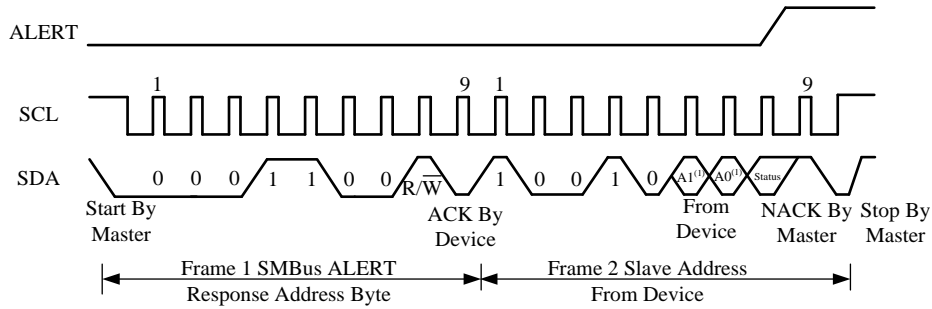 ALERT
1 9 1 9
SCL
SDA
0 0 0 1 1 0 0 R/W 1 0 0 1 0 A1(1) A0(1) Status
Start By
Master
ACK By
Device
From
Device
NACK By
Master
Stop By
Master
Frame 1 SMBus ALERT
Response Address Byte
Frame 2 Slave Address
From Device